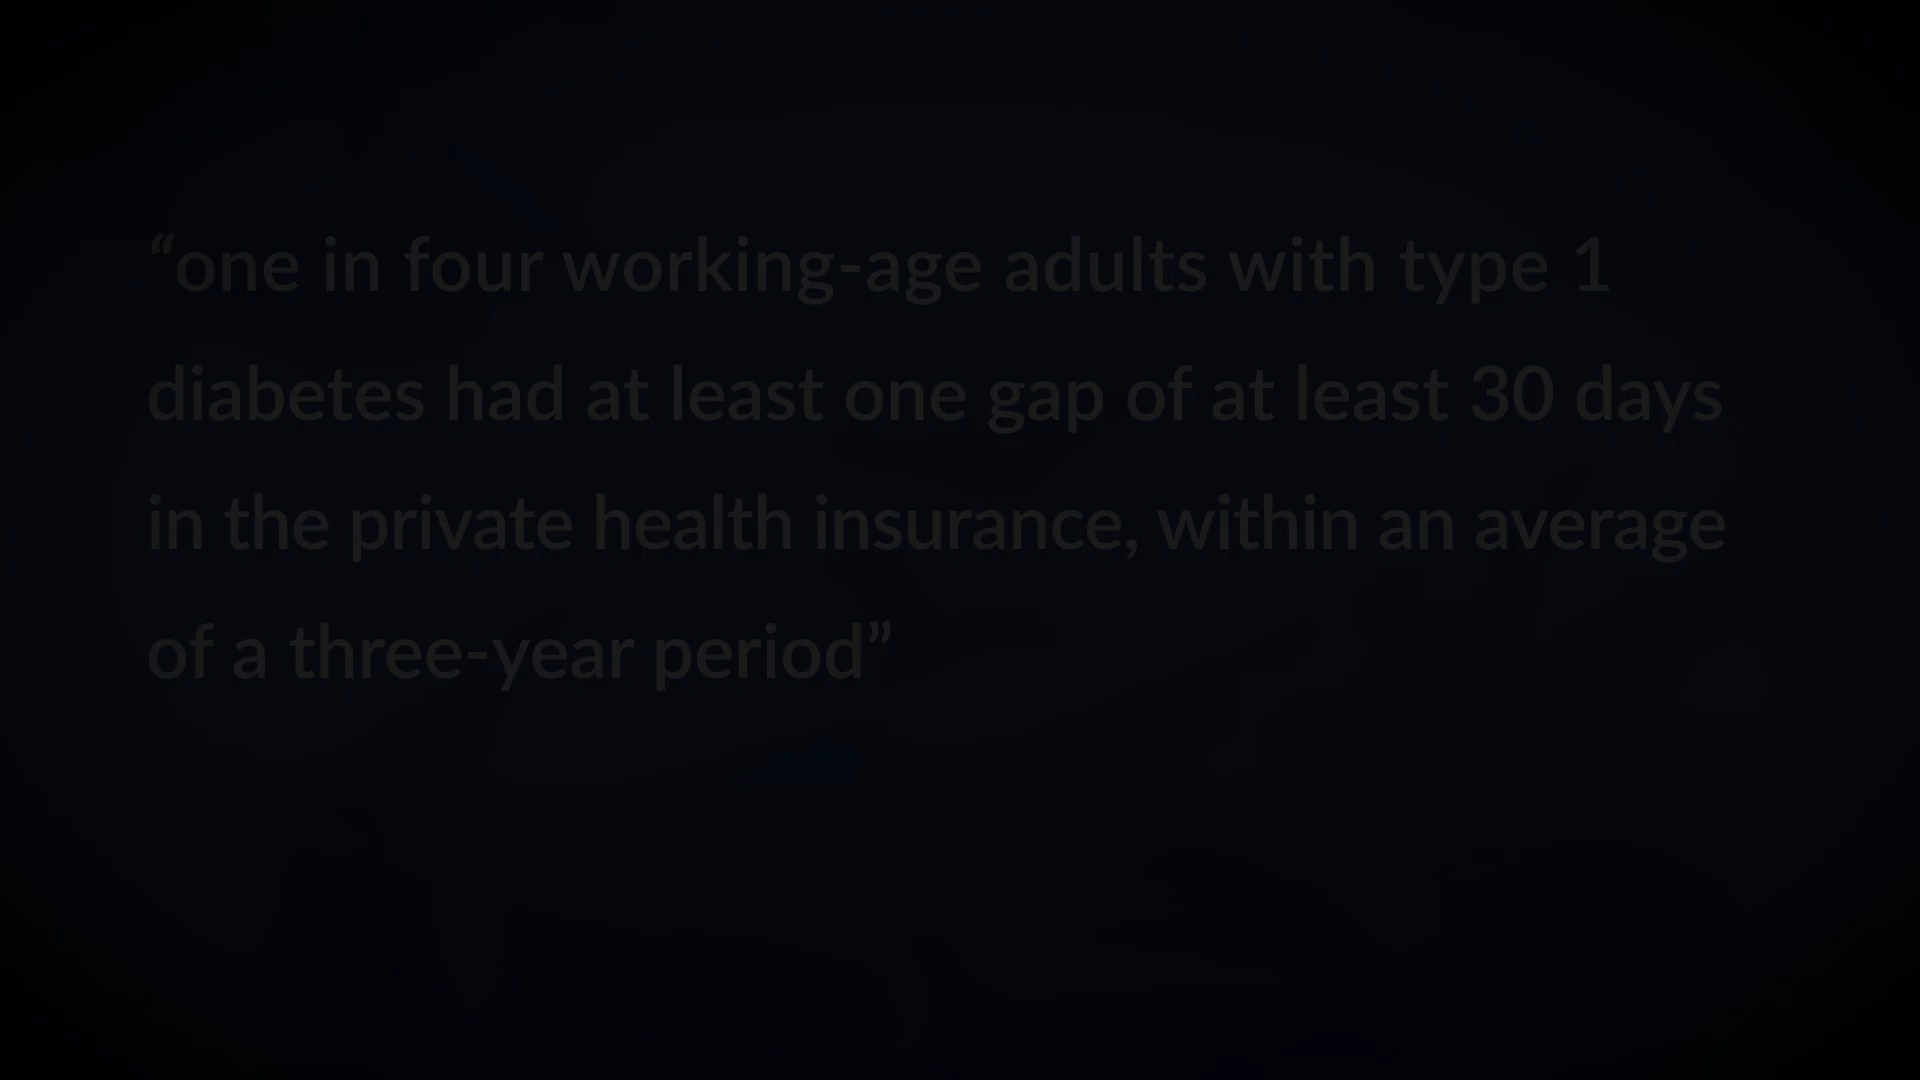 “one in four working-age adults with type 1
diabetes had at least one gap of at least 30 days
in the private health insurance, within an average
of a three-year period”